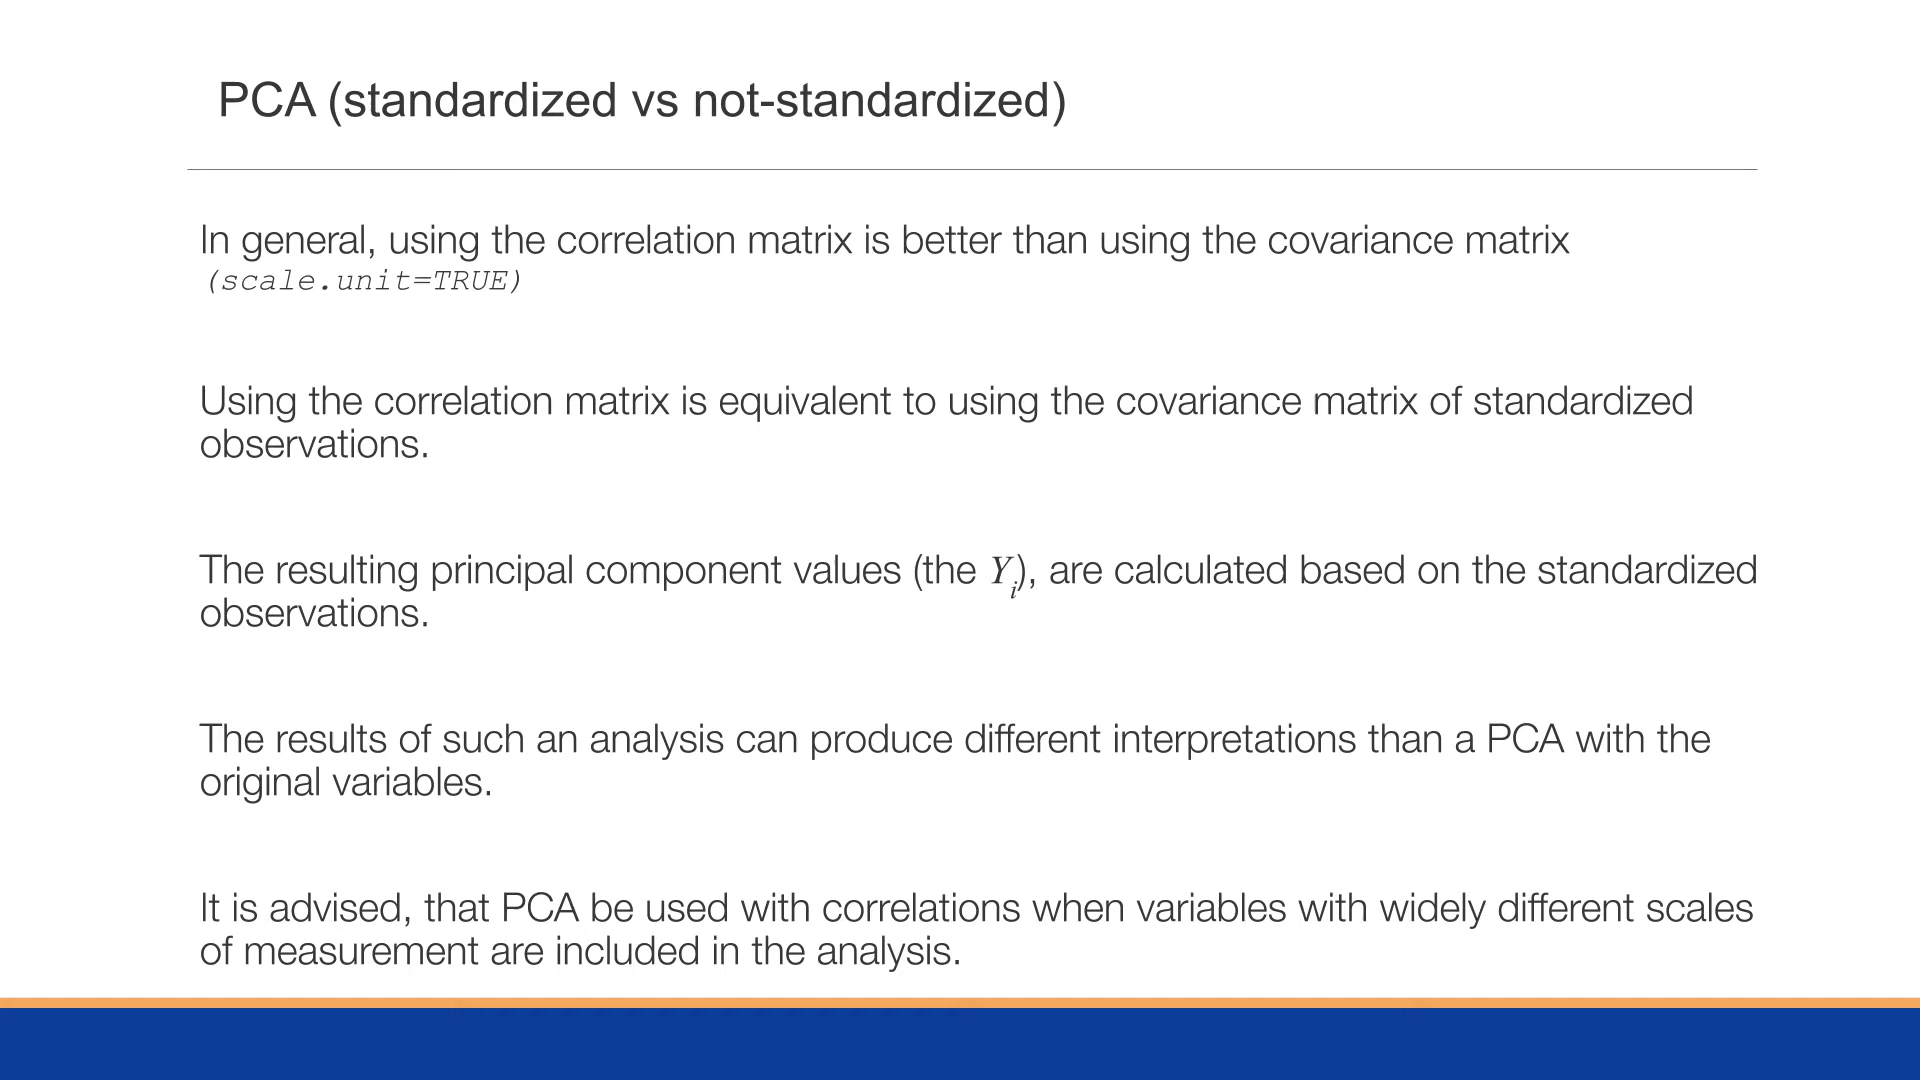 PCA (standardized vs not-standardized)
In general, using the correlation matrix is better than using the covariance matrix
(scale.unit=TRUE)
Using the correlation matrix is equivalent to using the covariance matrix of standardized
observations.
The resulting principal component values (the Yi), are calculated based on the standardized
observations.
The results of such an analysis can produce different interpretations than a PCA with the
original variables.
It is advised, that PCA be used with correlations when variables with widely different scales
of measurement are included in the analysis.